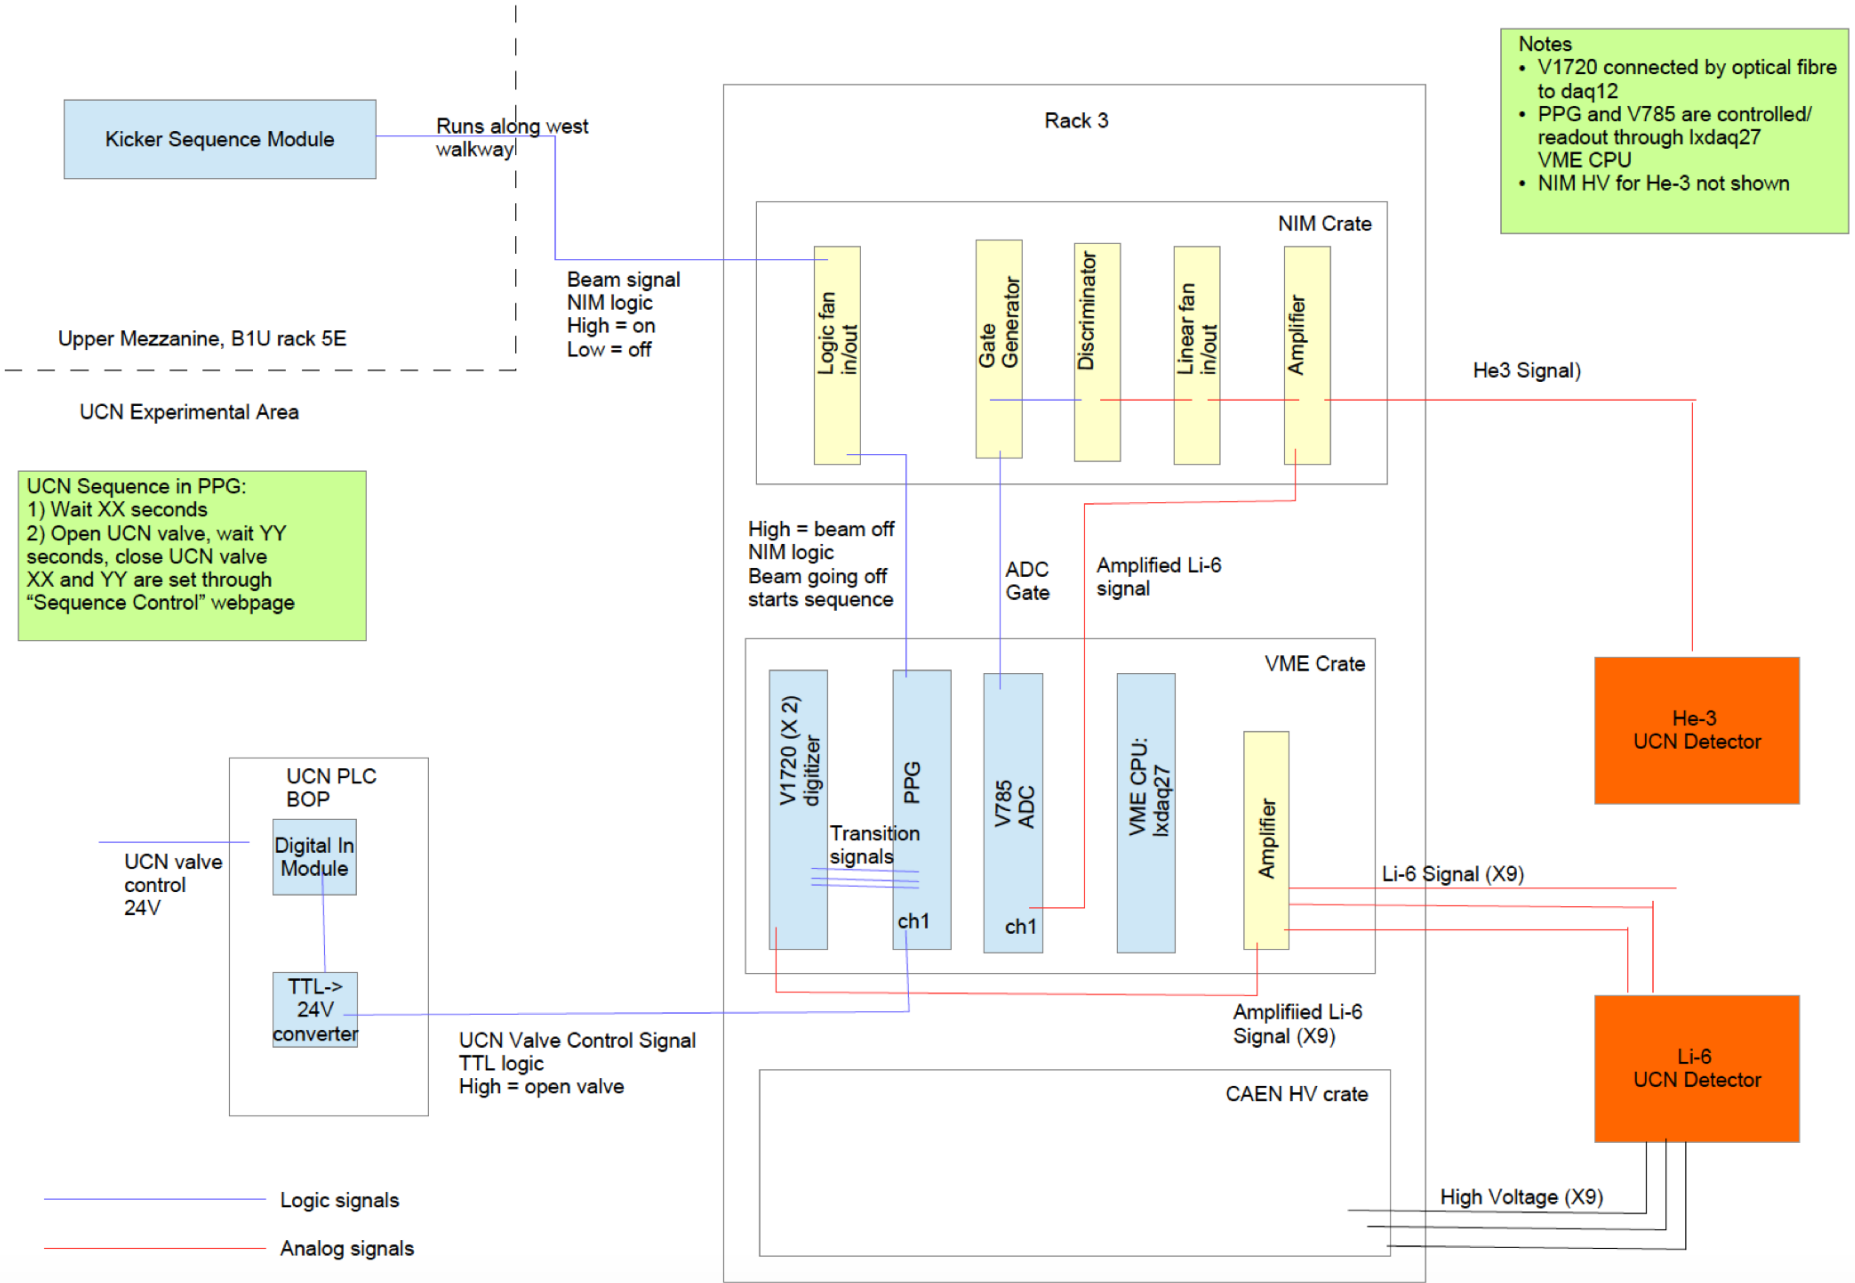 Kicker Sequence Module
Runs along west
walkway
Upper Mezzanine, B1U rack 5E
UCN Experimental Area
Beam signal
NIM logic
High = on
Low = off
Rack 3
NIM Crate
Logic fan
in/out
Gate
Generator
Discriminator
Linear fan
in/out
Amplifier
He3 Signal)
Notes
• V1720 connected by optical fibre
to daq12
• PPG and V785 are controlled/
readout through lxdaq27
VME CPU
• NIM HV for He-3 not shown
UCN Sequence in PPG:
1) Wait XX seconds
2) Open UCN valve, wait YY
seconds, close UCN valve
XX and YY are set through
“Sequence Control” webpage
High = beam off
NIM logic
Beam going off
starts sequence
ADC
Gate
Amplified Li-6
signal
VME Crate
V1720 (X 2)
digitizer
PPG
Transition
signals
ch1
V785
ADC
ch1
VME CPU:
lxdaq27
Amplifier
Li-6 Signal (X9)
He-3
UCN Detector
UCN PLC
BOP
Digital In
Module
UCN valve
control
24V
TTL->
24V
converter
UCN Valve Control Signal
TTL logic
High = open valve
Amplifiied Li-6
Signal (X9)
Li-6
UCN Detector
CAEN HV crate
High Voltage (X9)
Logic signals
Analog signals